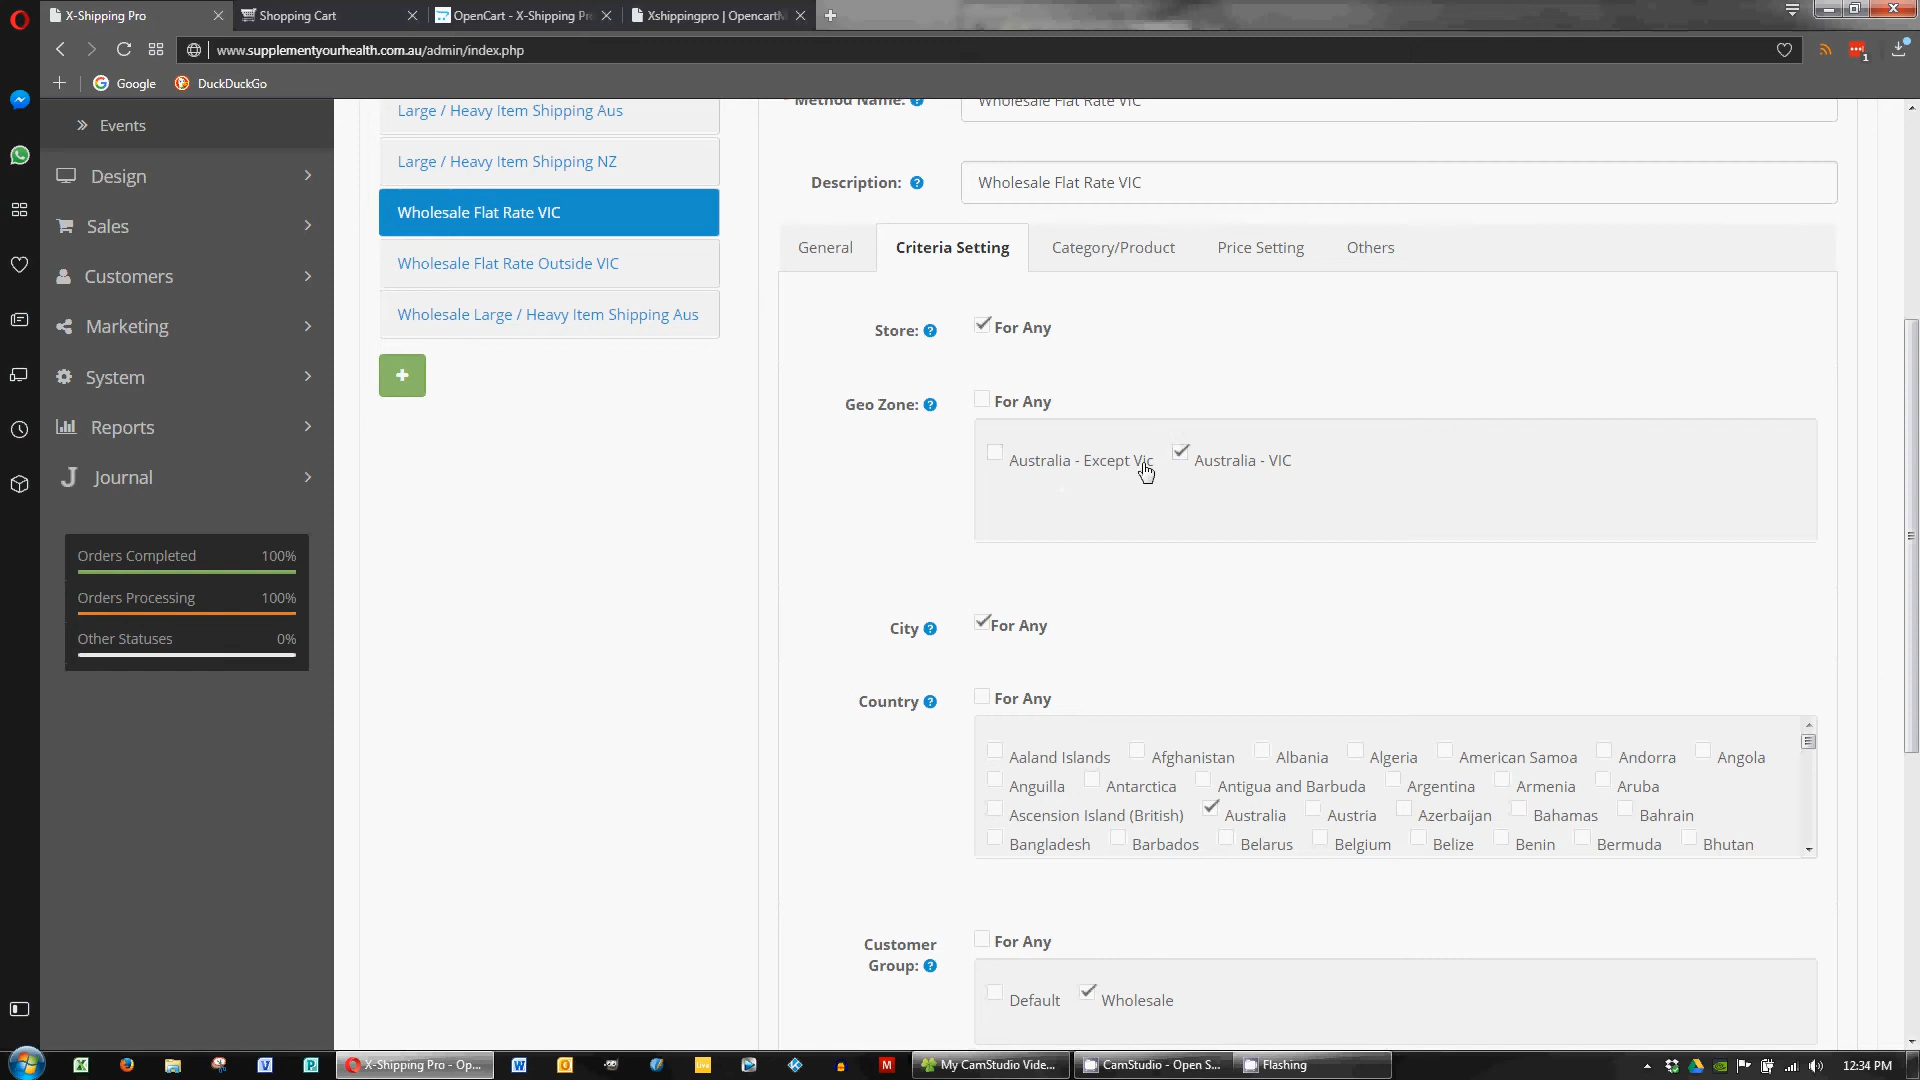 X-Shipping Pro
Shopping Cart
OpenCart - X-Shipping Pr
Xshippingpro | Opencart
www.supplementyourhealth.com.au/admin/index.php
1
Google
DuckDuckGo
Events
Design
Sales
Customers
Marketing
System
Reports
Journal
Orders Completed 100%
Orders Processing 100%
Other Statuses 0%
Large / Heavy Item Shipping Aus
Large / Heavy Item Shipping NZ
Wholesale Flat Rate VIC
Wholesale Flat Rate Outside VIC
Wholesale Large / Heavy Item Shipping Aus
Method Name: Wholesale Flat Rate VIC
Description: Wholesale Flat Rate VIC
General Criteria Setting Category/Product Price Setting Others
Store: For Any
Geo Zone: For Any
Australia - Except Vic Australia - VIC
City For Any
Country For Any
Aaland Islands Afghanistan Albania Algeria American Samoa Andorra Angola
Anguilla Antarctica Antigua and Barbuda Argentina Armenia Aruba
Ascension Island (British) Australia Austria Azerbaijan Bahamas Bahrain
Bangladesh Barbados Belarus Belgium Belize Benin Bermuda Bhutan
Customer
Group:
For Any
Default Wholesale
X-Shipping Pro - Op...
My CamStudio Vide...
CamStudio - Open S...
Flashing
12:34 PM